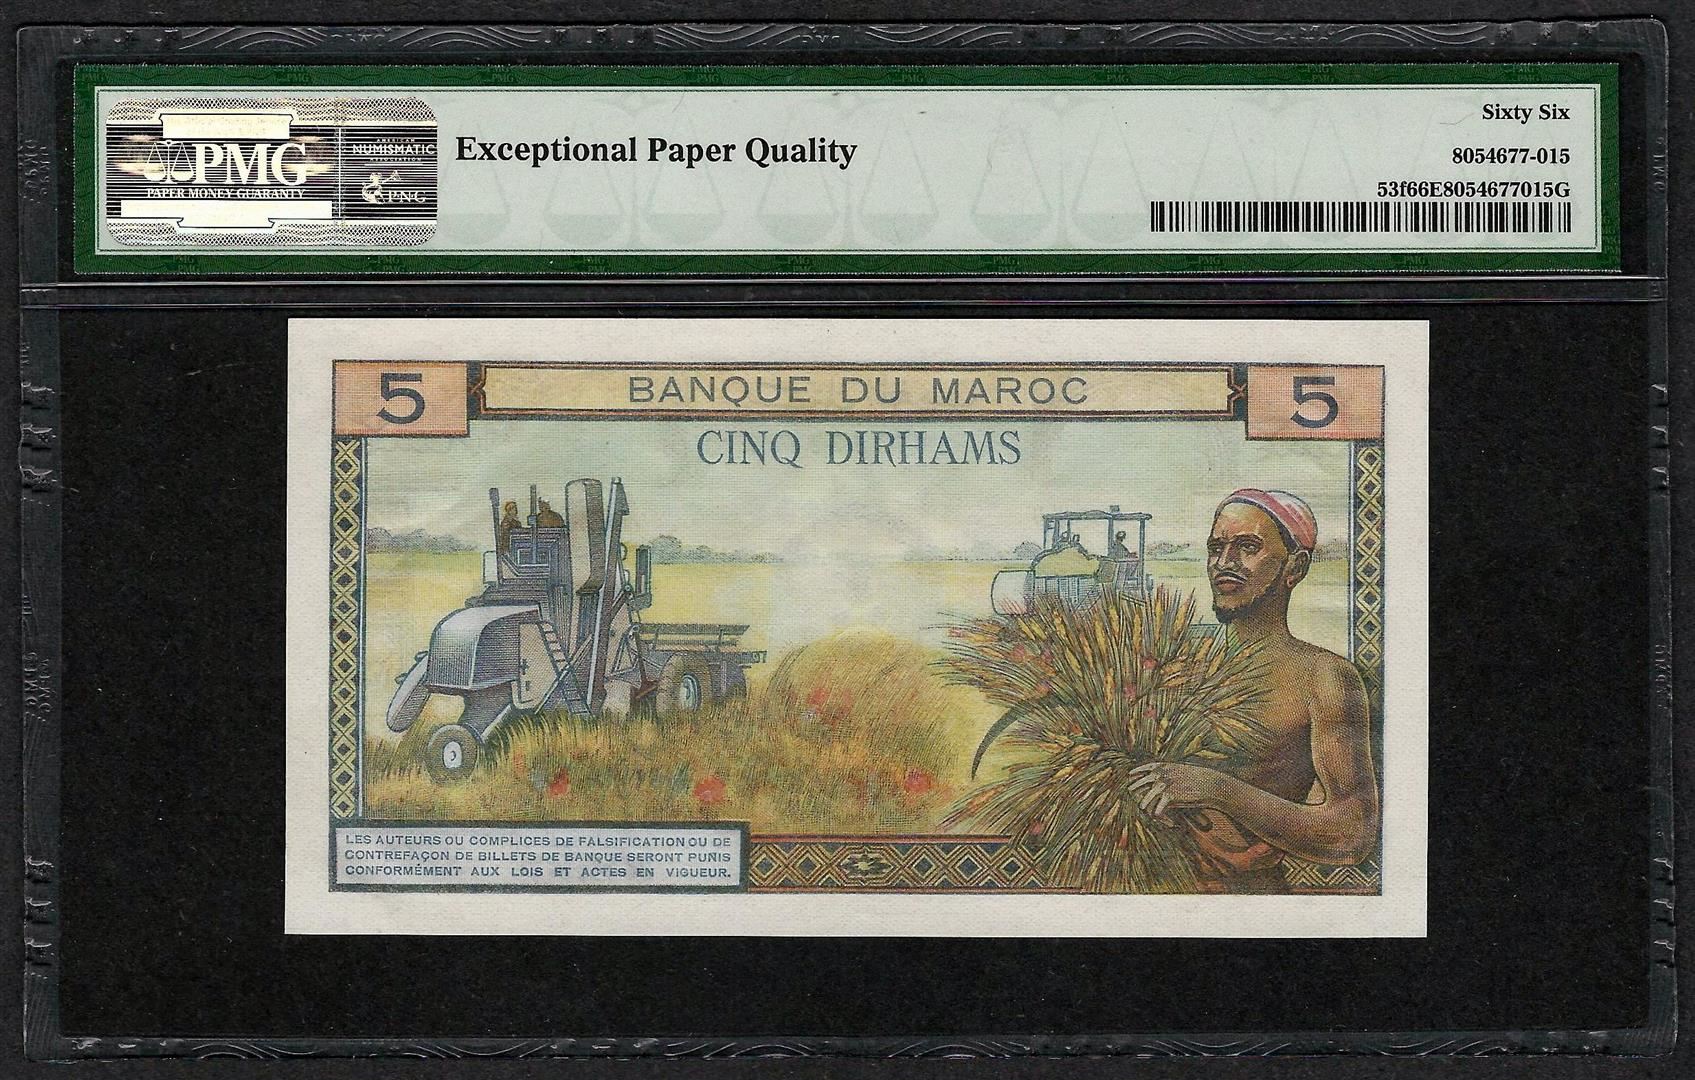 PMG
PAPER MONEY GUARANTY
NUMISMATIC
PNG
Exceptional Paper Quality
Sixty Six
8054677-015
53f66E8054677015G
5
BANQUE DU MAROC
5
CINQ DIRHAMS
LES AUTEURS OU COMPLICES DE FALSIFICATION OU DE
CONTREFAÇON DE BILLETS DE BANQUE SERONT PUNIS
CONFORMÉMENT AUX LOIS ET ACTES EN VIGUEUR.